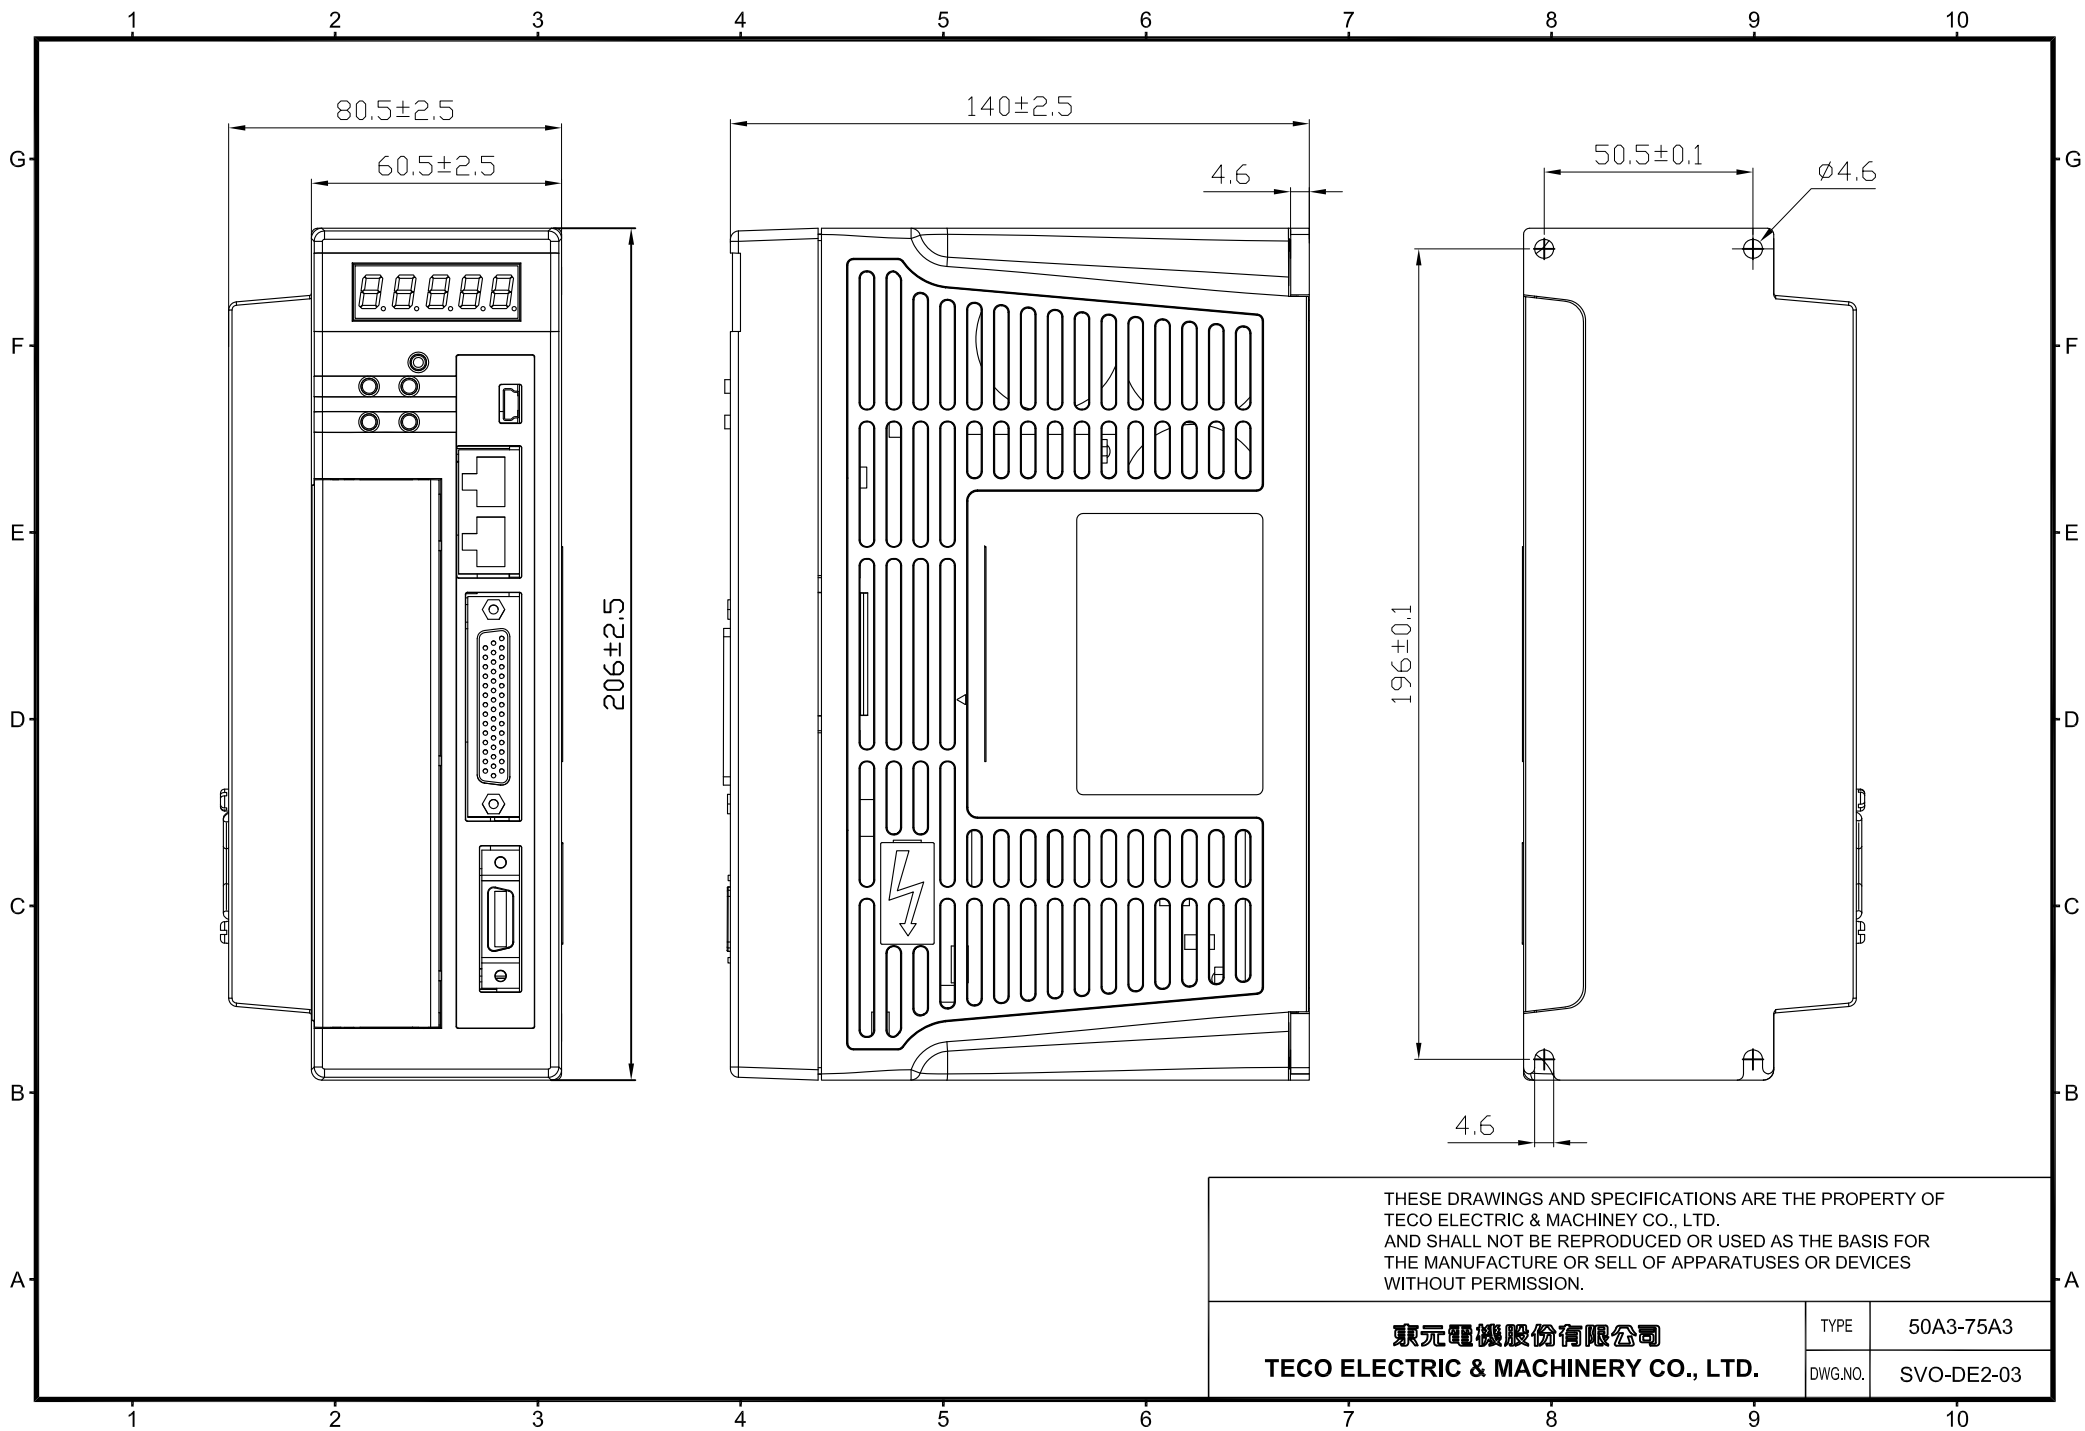 1 2 3 4 5 6 7 8 9 10
80.5±2.5
140±2.5
60.5±2.5
4.6
50.5±0.1
ø4.6
G G
8.8.8.8.8.
F F
E E
206±2.5
196±0.1
D D
C C
B B
4.6
THESE DRAWINGS AND SPECIFICATIONS ARE THE PROPERTY OF
TECO ELECTRIC & MACHINEY CO., LTD.
AND SHALL NOT BE REPRODUCED OR USED AS THE BASIS FOR
THE MANUFACTURE OR SELL OF APPARATUSES OR DEVICES
WITHOUT PERMISSION.
A A
東元電機股份有限公司
TECO ELECTRIC & MACHINERY CO., LTD.
TYPE 50A3-75A3
DWG.NO. SVO-DE2-03
1 2 3 4 5 6 7 8 9 10